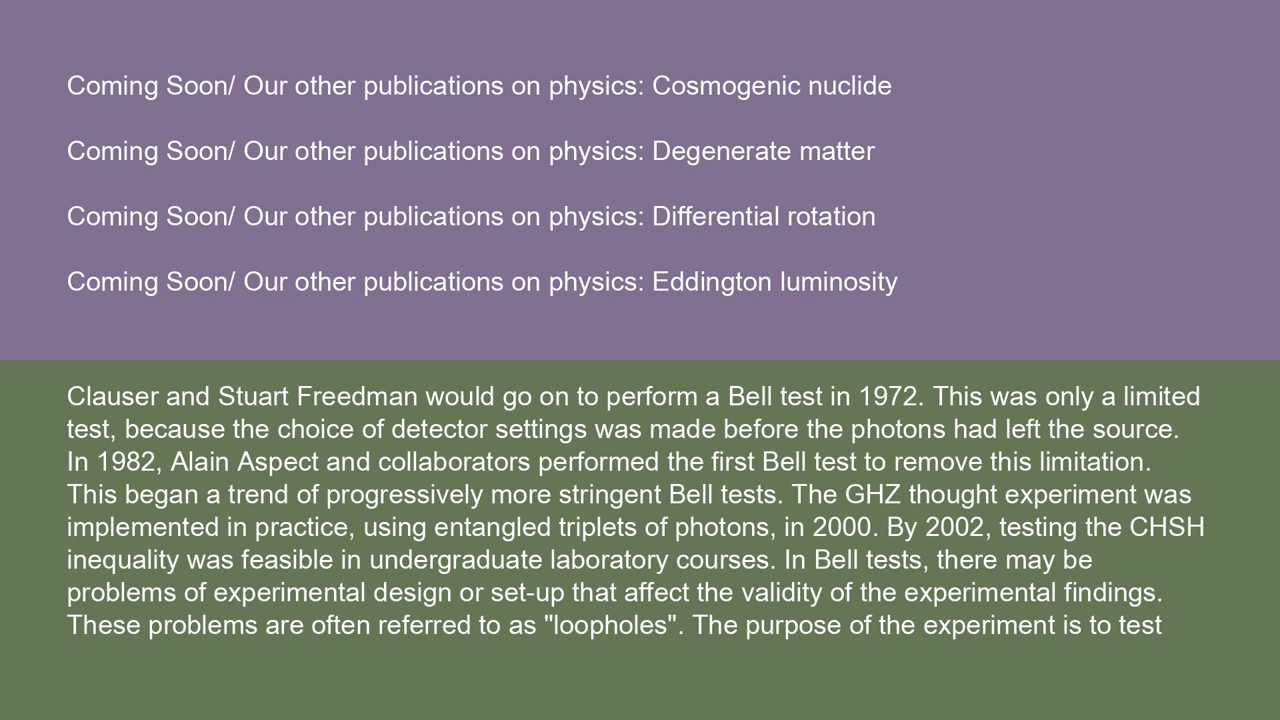 Coming Soon/ Our other publications on physics: Cosmogenic nuclide
Coming Soon/ Our other publications on physics: Degenerate matter
Coming Soon/ Our other publications on physics: Differential rotation
Coming Soon/ Our other publications on physics: Eddington luminosity
Clauser and Stuart Freedman would go on to perform a Bell test in 1972. This was only a limited
test, because the choice of detector settings was made before the photons had left the source.
In 1982, Alain Aspect and collaborators performed the first Bell test to remove this limitation.
This began a trend of progressively more stringent Bell tests. The GHZ thought experiment was
implemented in practice, using entangled triplets of photons, in 2000. By 2002, testing the CHSH
inequality was feasible in undergraduate laboratory courses. In Bell tests, there may be
problems of experimental design or set-up that affect the validity of the experimental findings.
These problems are often referred to as "loopholes". The purpose of the experiment is to test